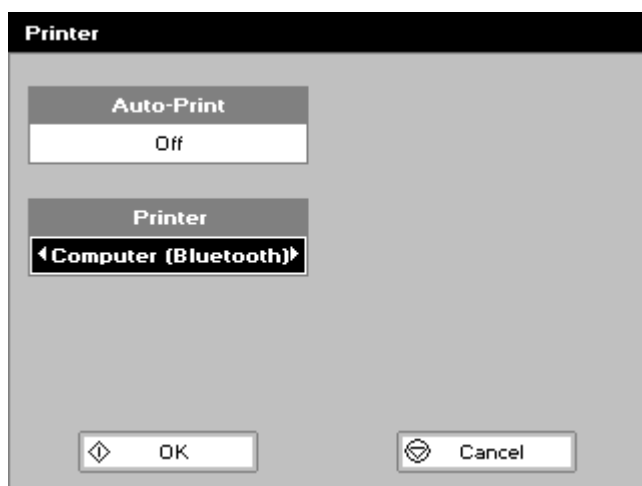 Printer
Auto-Print
Off
Printer
Computer (Bluetooth)
OK
Cancel